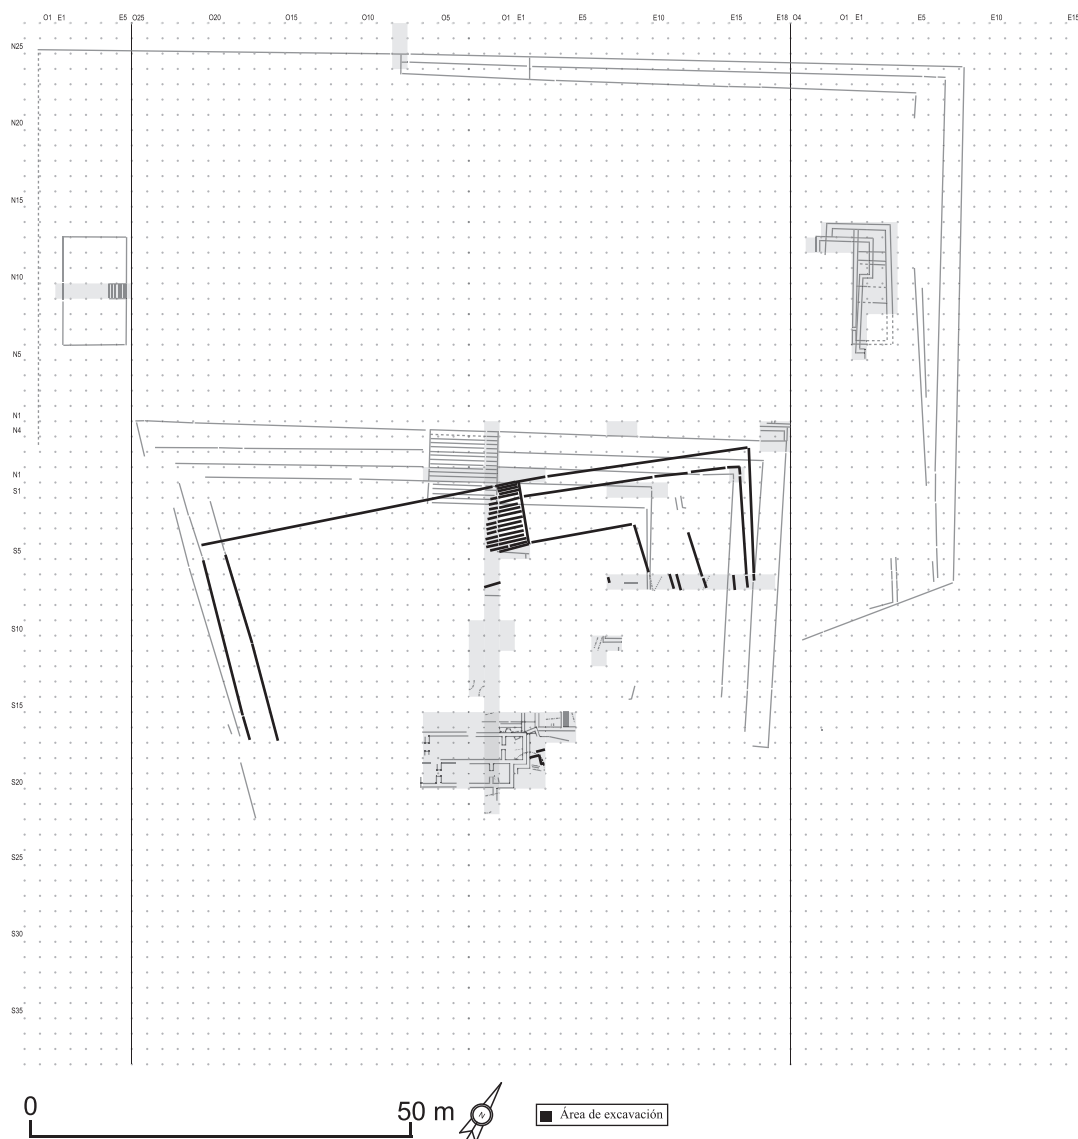 O1 E1 E5 O25 O20 O15 O10 O5 O1 E1 E5 E10 E15 E18 O4 O1 E1 E5 E10 E15
N25
N20
N15
N10
N5
N1
N4
N1
S1
S5
S10
S15
S20
S25
S30
S35
0 50 m N Área de excavación